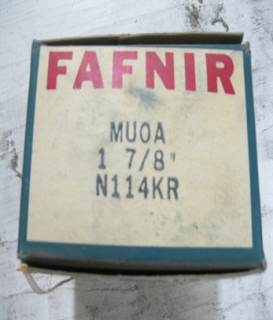 FAFNIR
MUOA
1 7/8"
N114KR